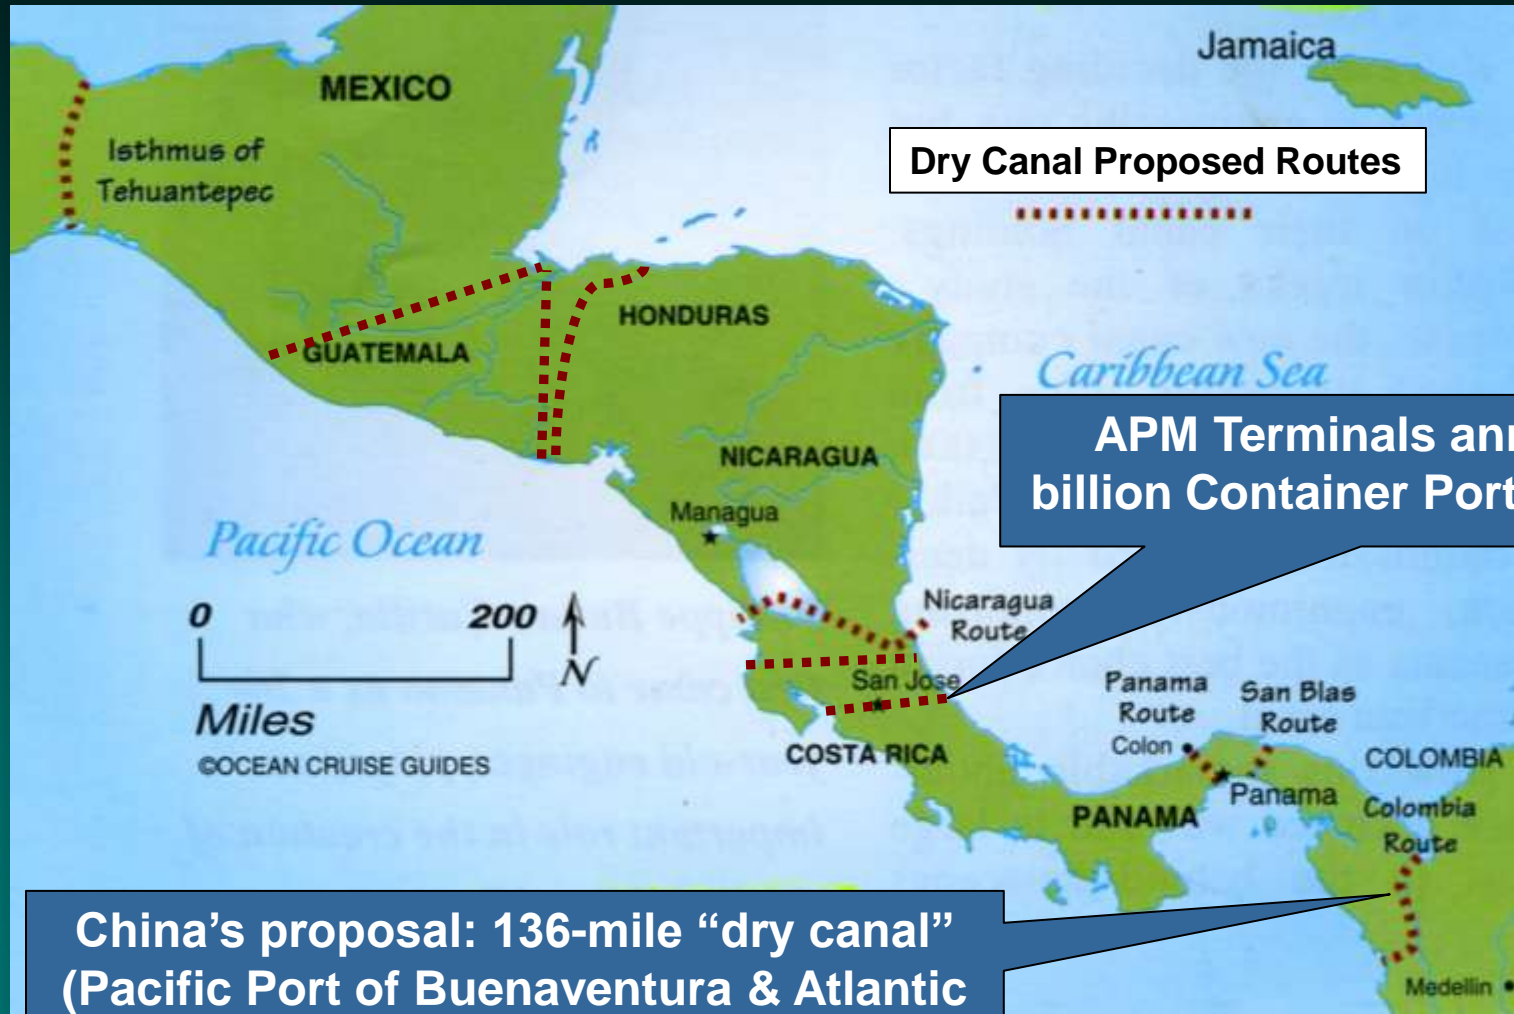 Jamaica
MEXICO
Isthmus of
Tehuantepec
Dry Canal Proposed Routes
HONDURAS
GUATEMALA
Caribbean Sea
APM Terminals
billion Container Port
NICARAGUA
Managua
Pacific Ocean
0 200
N
Miles
©OCEAN CRUISE GUIDES
Nicaragua
Route
San Jose
COSTA RICA
Panama
Route
Colon
San Blas
Route
COLOMBIA
Panama
PANAMA
Colombia
Route
China’s proposal: 136-mile “dry canal”
(Pacific Port of Buenaventura & Atlantic
Medellin